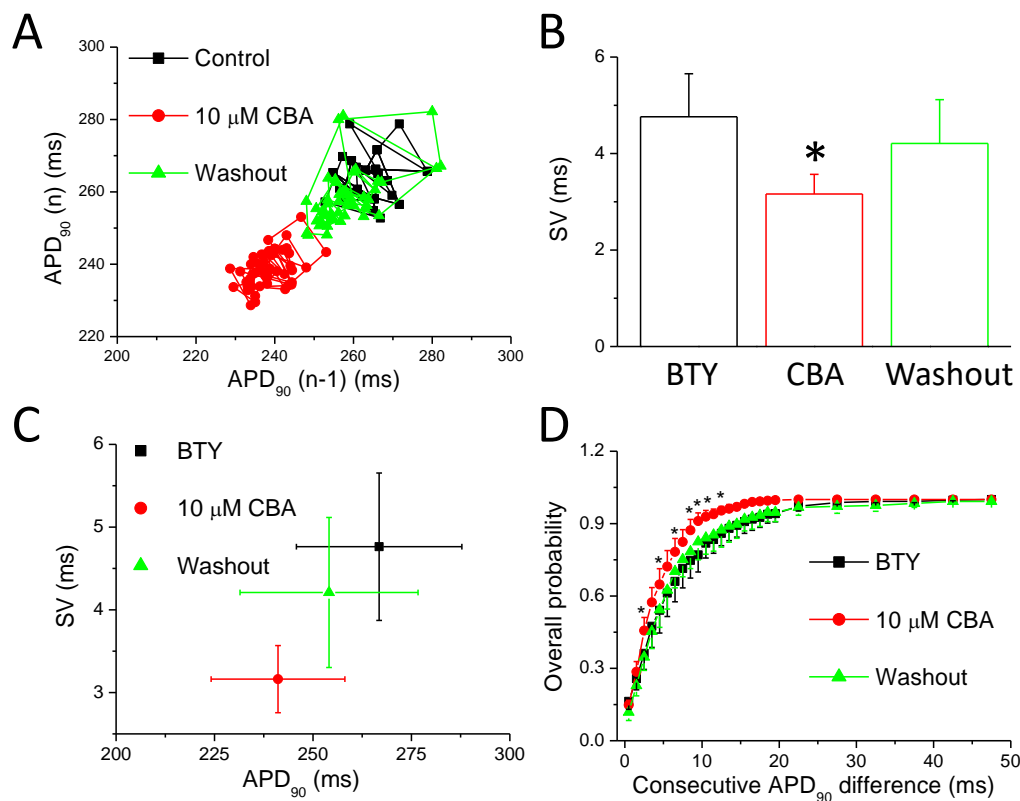 A
300
280
260
240
220
200 220 240 260 280 300
APD90 (n) (ms)
APD90 (n-1) (ms)
Control
10 μM CBA
Washout
B
6
4
2
0
SV (ms)
*
BTY CBA Washout
C
6
5
4
3
200 225 250 275 300
SV (ms)
APD90 (ms)
BTY
10 μM CBA
Washout
D
1.2
0.9
0.6
0.3
0.0
0 10 20 30 40 50
Overall probability
Consecutive APD90 difference (ms)
* * * * * * *
BTY
10 μM CBA
Washout